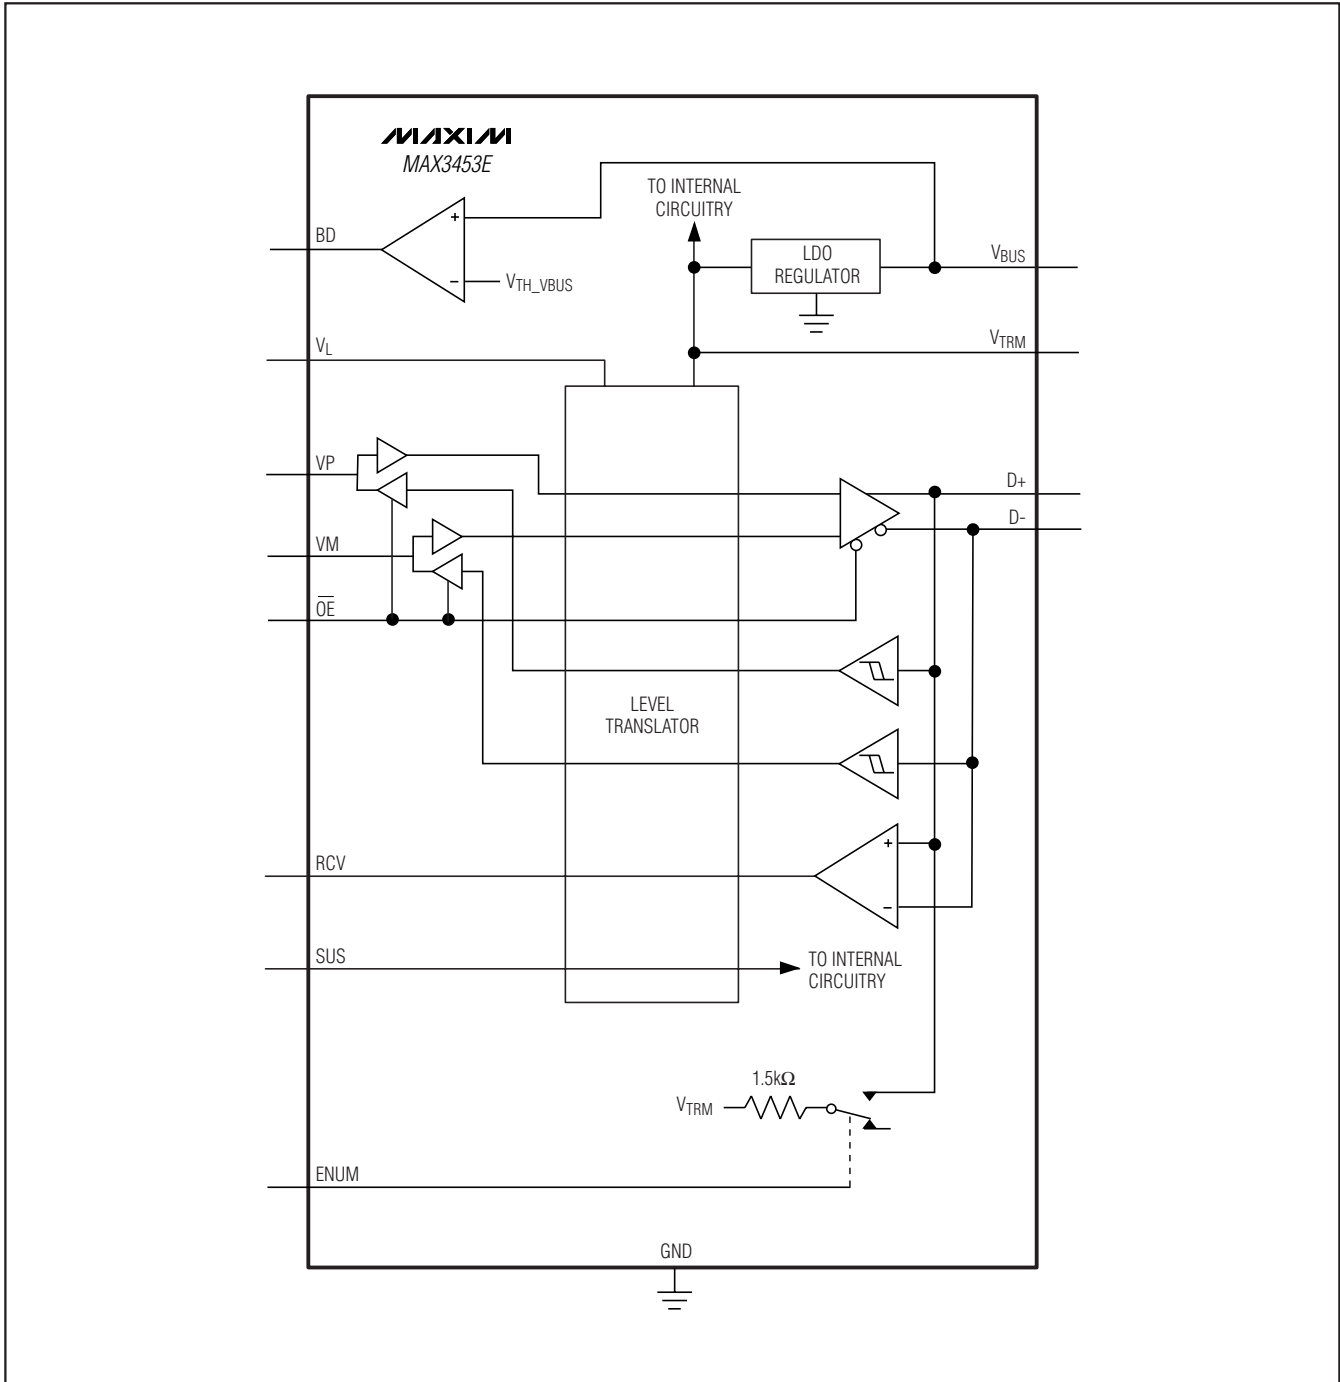 MAXIM
MAX3453E
TO INTERNAL
CIRCUITRY
BD
+
LDO
REGULATOR
VBUS
-
VTH_VBUS
VL
VTRM
VP
D+
D-
VM
OE
LEVEL
TRANSLATOR
+
RCV
-
SUS
TO INTERNAL
CIRCUITRY
1.5kΩ
VTRM
ENUM
GND